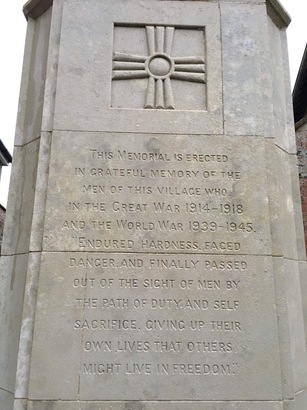 THIS MEMORIAL IS ERECTED
IN GRATEFUL MEMORY OF THE
MEN OF THIS VILLAGE WHO
IN THE GREAT WAR 1914-1918
AND THE WORLD WAR 1939-1945.
"ENDURED HARDNESS, FACED
DANGER, AND FINALLY PASSED
OUT OF THE SIGHT OF MEN BY
THE PATH OF DUTY AND SELF
SACRIFICE, GIVING UP THEIR
OWN LIVES THAT OTHERS
MIGHT LIVE IN FREEDOM."